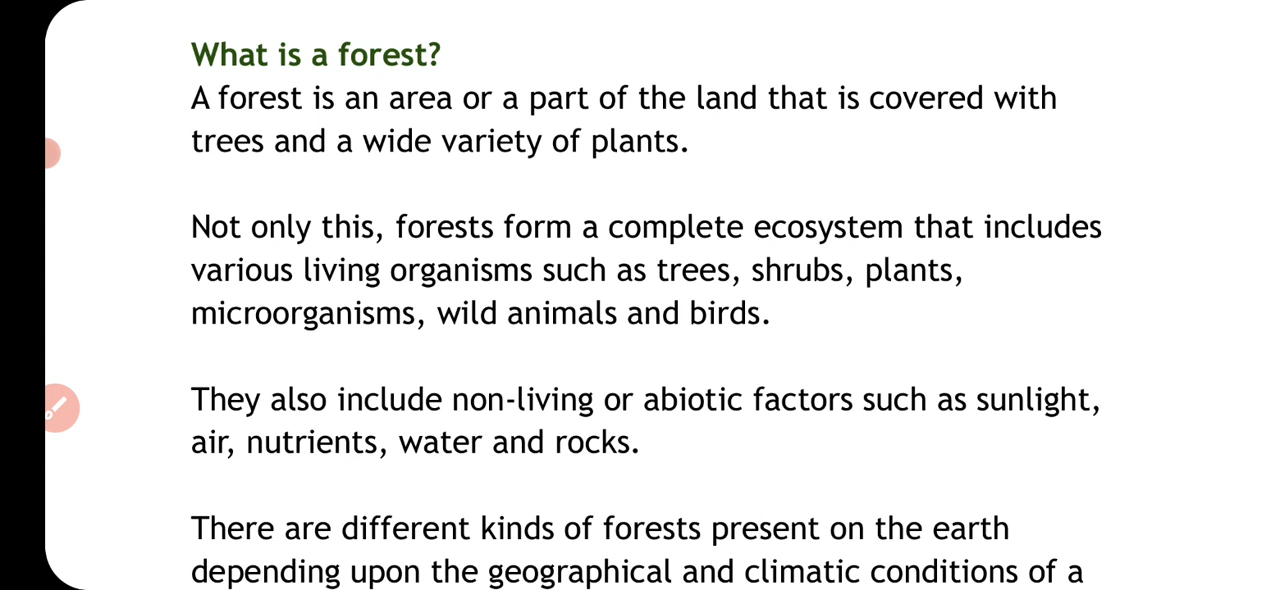 What is a forest?
A forest is an area or a part of the land that is covered with
trees and a wide variety of plants.
Not only this, forests form a complete ecosystem that includes
various living organisms such as trees, shrubs, plants,
microorganisms, wild animals and birds.
They also include non-living or abiotic factors such as sunlight,
air, nutrients, water and rocks.
There are different kinds of forests present on the earth
depending upon the geographical and climatic conditions of a